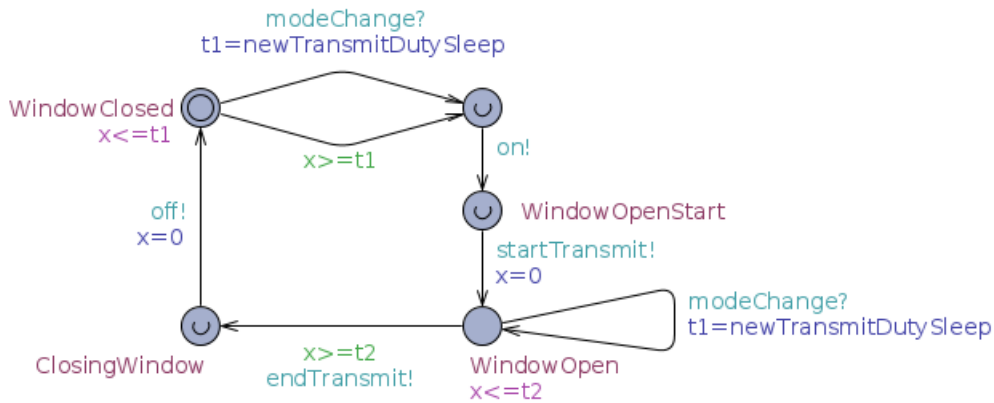 modeChange?
t1=newTransmitDutySleep
WindowClosed
x<=t1
x>=t1
on!
off!
x=0
WindowOpenStart
startTransmit!
x=0
modeChange?
t1=newTransmitDutySleep
x>=t2
endTransmit!
ClosingWindow
WindowOpen
x<=t2